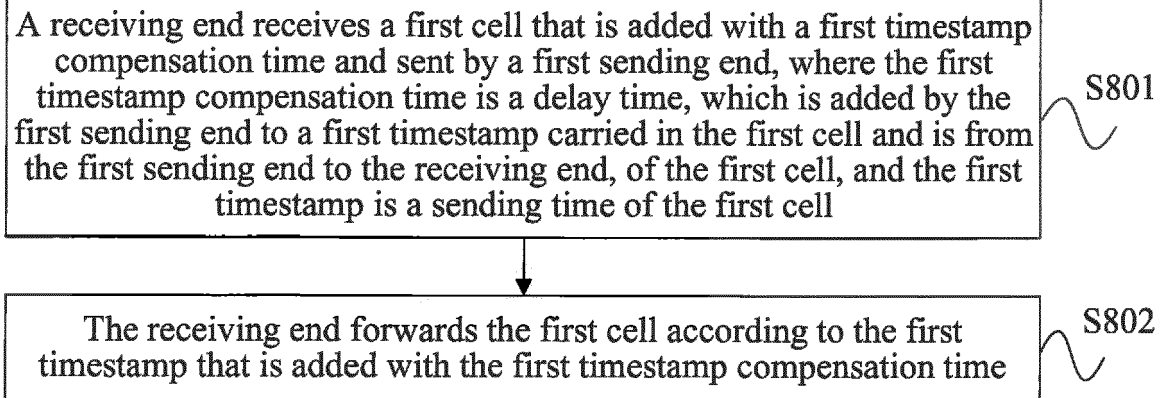 A receiving end receives a first cell that is added with a first timestamp
compensation time and sent by a first sending end, where the first
timestamp compensation time is a delay time, which is added by the
first sending end to a first timestamp carried in the first cell and is from
the first sending end to the receiving end, of the first cell, and the first
timestamp is a sending time of the first cell
S801
The receiving end forwards the first cell according to the first
timestamp that is added with the first timestamp compensation time
S802